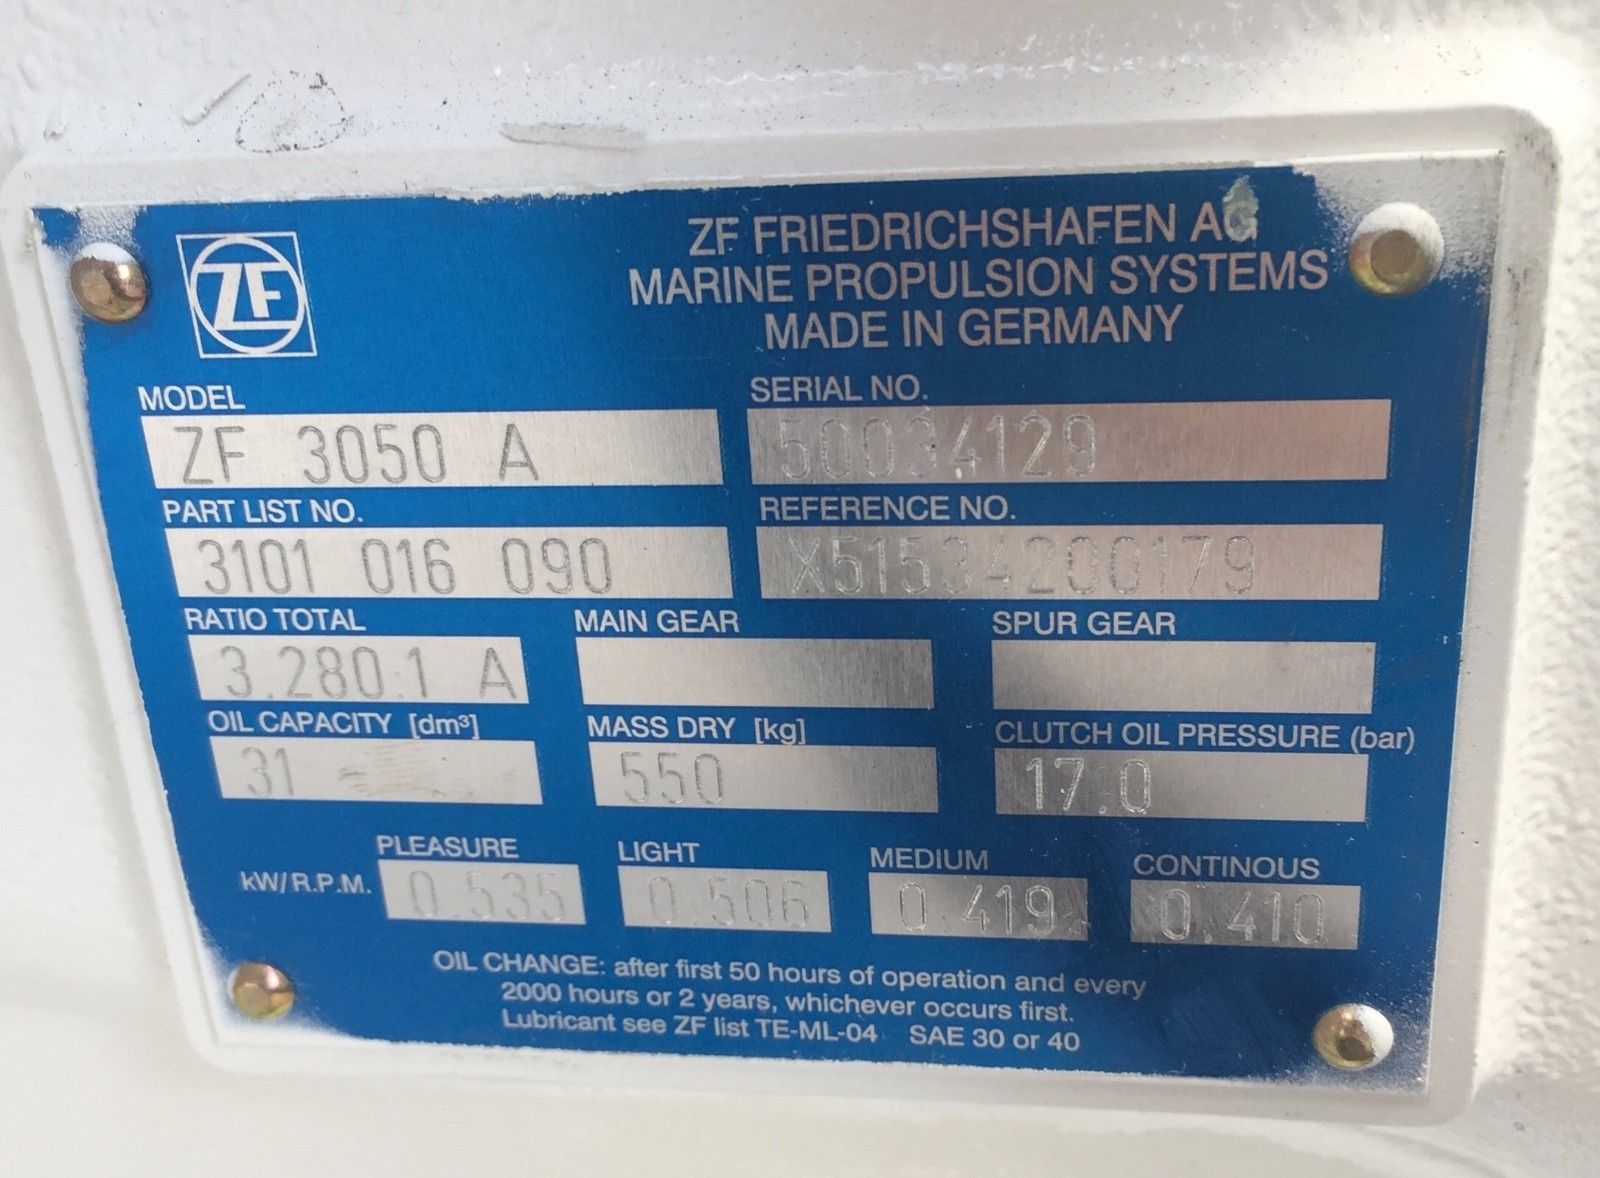 ZF
ZF FRIEDRICHSHAFEN AG
MARINE PROPULSION SYSTEMS
MADE IN GERMANY
MODEL
ZF 3050 A
SERIAL NO.
50034129
PART LIST NO.
3101 016 090
REFERENCE NO.
X51534200179
RATIO TOTAL
3.280:1 A
MAIN GEAR
SPUR GEAR
OIL CAPACITY [dm³]
31
MASS DRY [kg]
550
CLUTCH OIL PRESSURE (bar)
17.0
PLEASURE LIGHT MEDIUM CONTINOUS
kW/R.P.M. 0.535 0.506 0.419 0.410
OIL CHANGE: after first 50 hours of operation and every
2000 hours or 2 years, whichever occurs first.
Lubricant see ZF list TE-ML-04 SAE 30 or 40